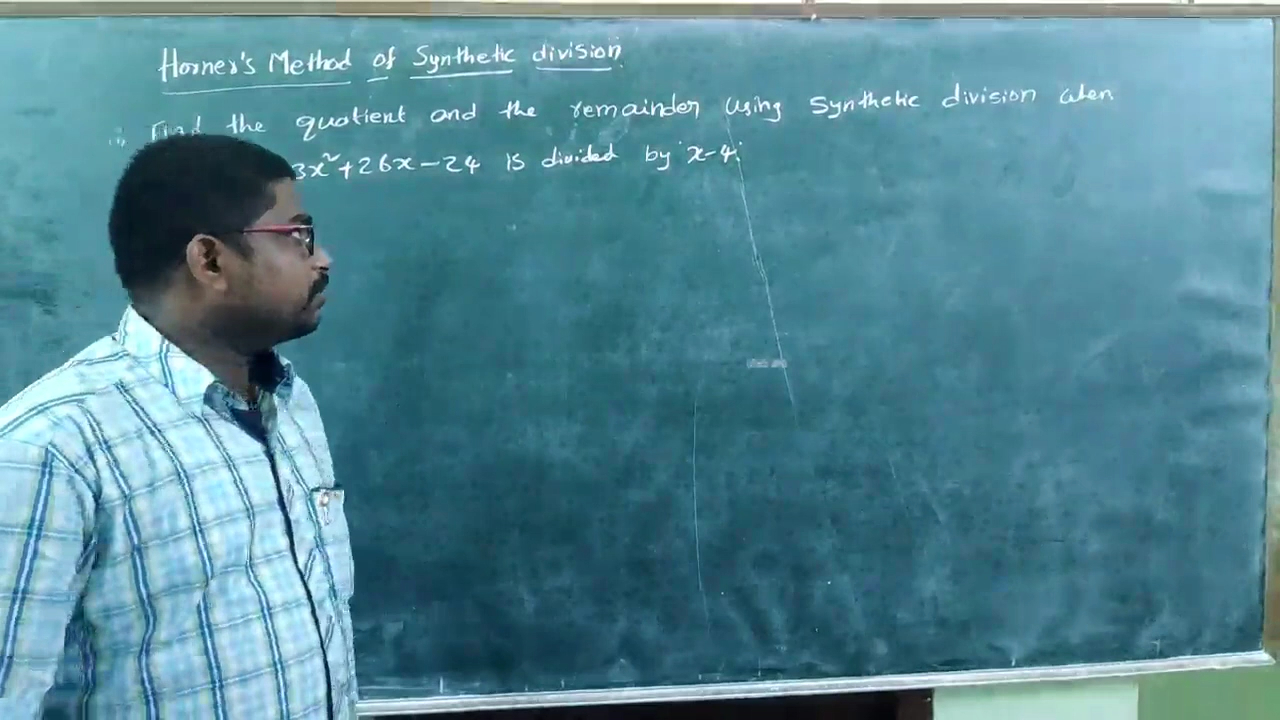 Horner's Method of Synthetic division.
i) Find the quotient and the remainder using synthetic division when
3x²+26x-24 is divided by x-4.